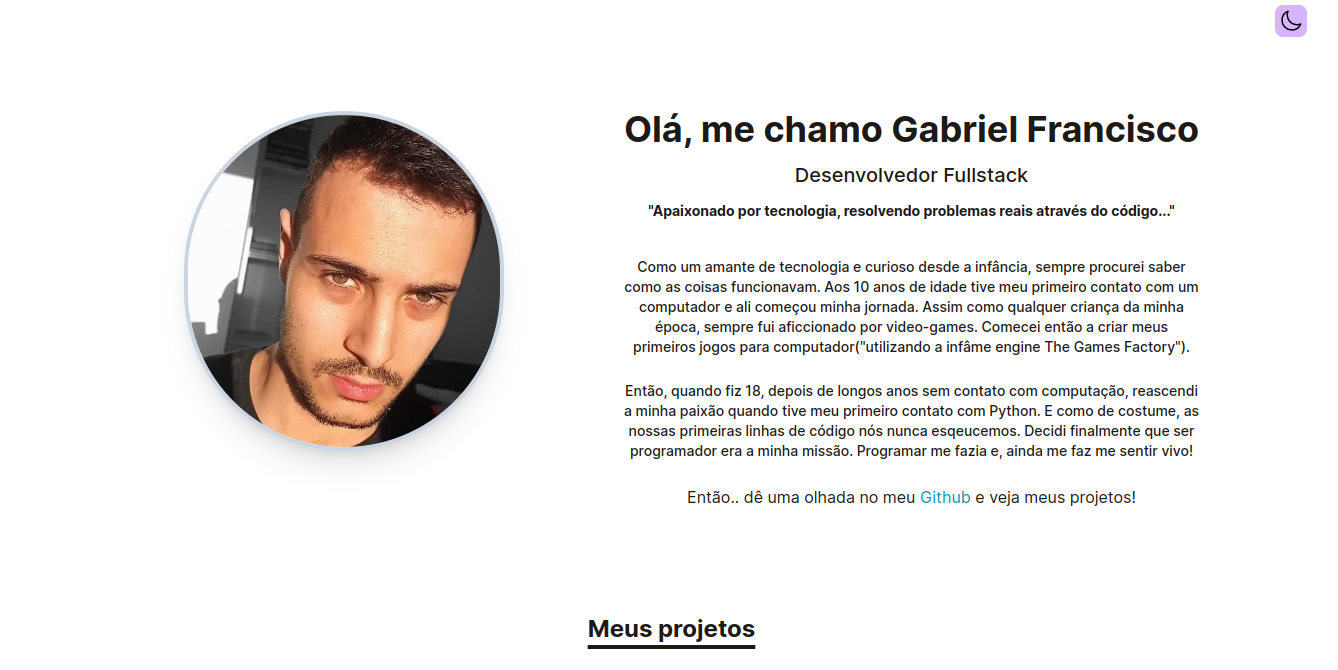 Olá, me chamo Gabriel Francisco
Desenvolvedor Fullstack
"Apaixonado por tecnologia, resolvendo problemas reais através do código..."
Como um amante de tecnologia e curioso desde a infância, sempre procurei saber
como as coisas funcionavam. Aos 10 anos de idade tive meu primeiro contato com um
computador e ali começou minha jornada. Assim como qualquer criança da minha
época, sempre fui aficcionado por video-games. Comecei então a criar meus
primeiros jogos para computador("utilizando a infâme engine The Games Factory").
Então, quando fiz 18, depois de longos anos sem contato com computação, reascendi
a minha paixão quando tive meu primeiro contato com Python. E como de costume, as
nossas primeiras linhas de código nós nunca esqeucemos. Decidi finalmente que ser
programador era a minha missão. Programar me fazia e, ainda me faz me sentir vivo!
Então.. dê uma olhada no meu Github e veja meus projetos!
Meus projetos